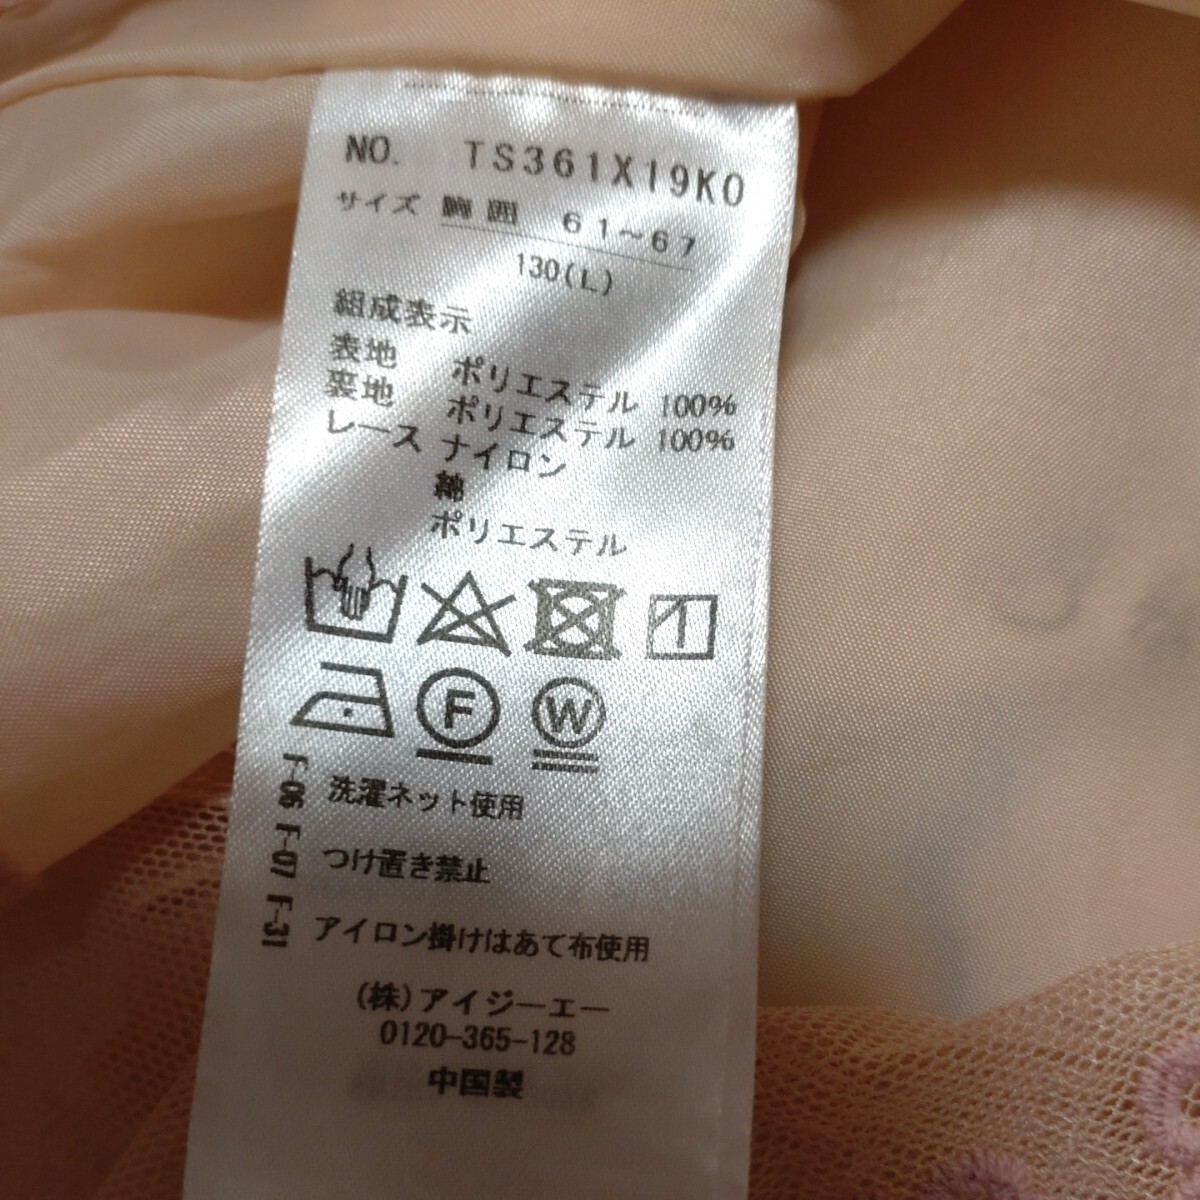 NO. TS361X19K0
サイズ 胸囲 61~67
130(L)
組成表示
表地 ポリエステル 100%
裏地 ポリエステル 100%
レース ナイロン
綿
ポリエステル
F
W
F-06 洗濯ネット使用
F-07 つけ置き禁止
F-31 アイロン掛けはあて布使用
(株)アイジーエー
0120-365-128
中国製